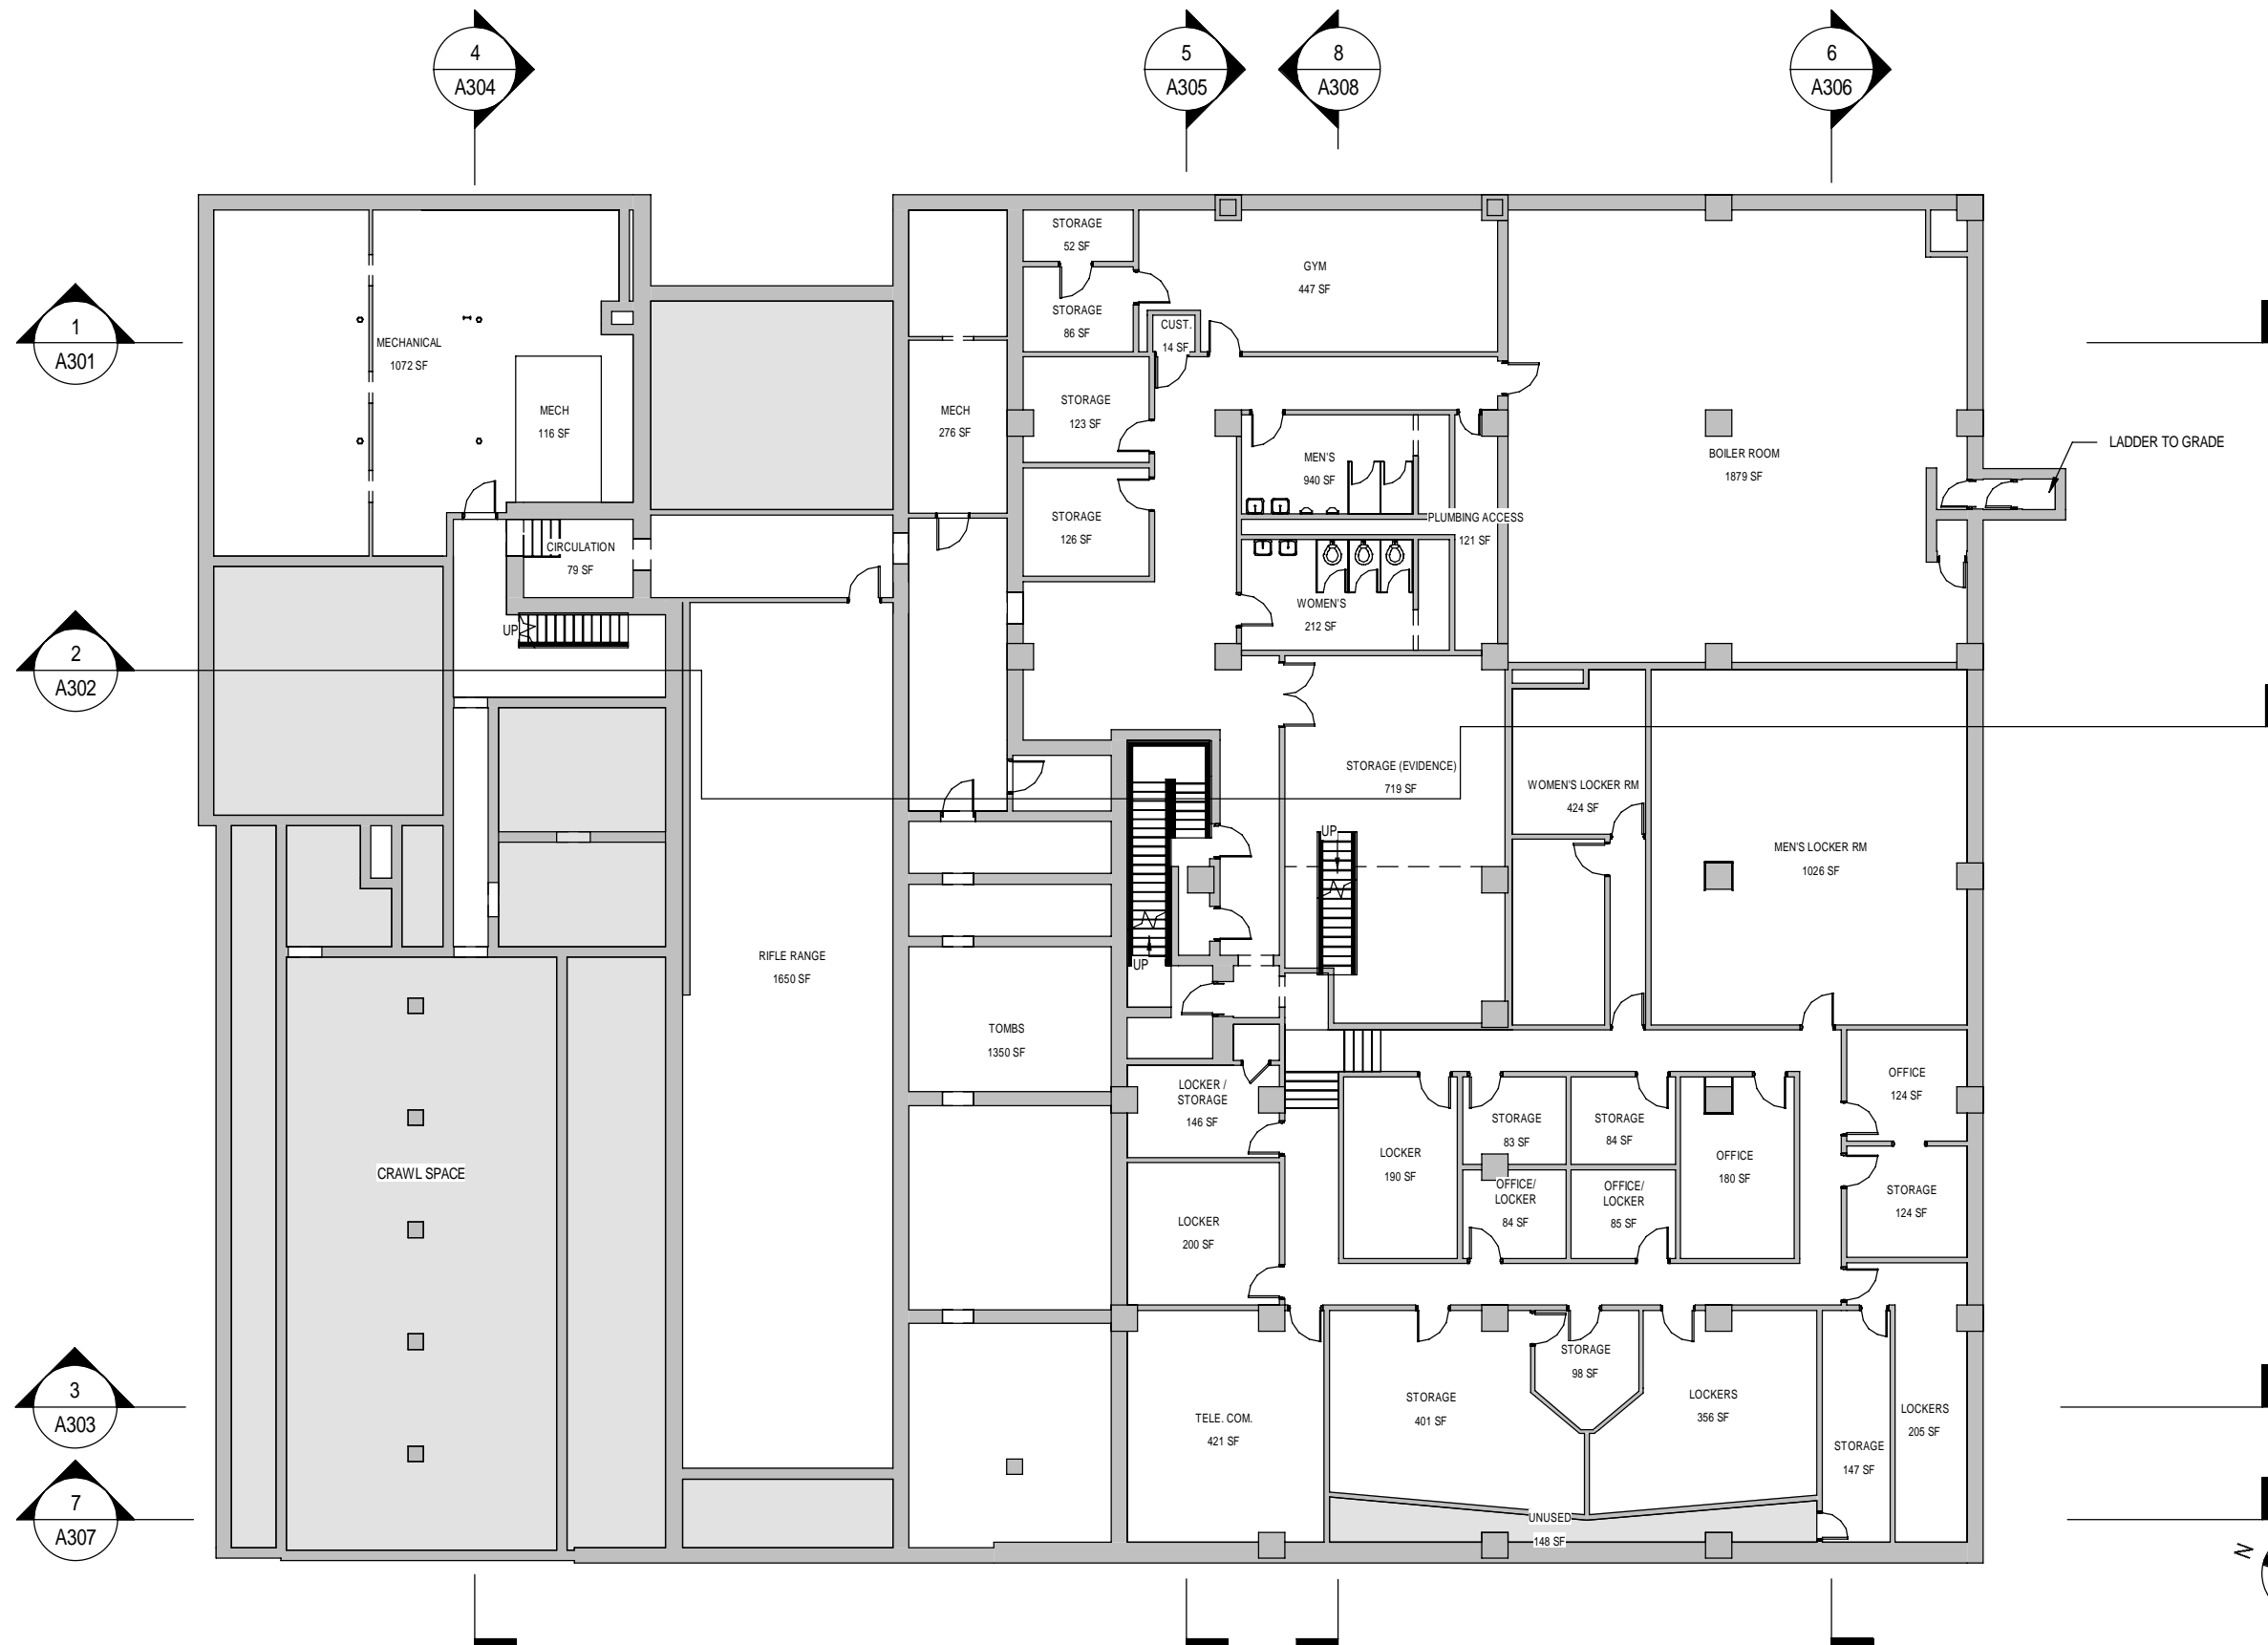 4
A304
5
A305
8
A308
6
A306
STORAGE
52 SF
GYM
447 SF
STORAGE
86 SF
CUST.
14 SF
1
A301
MECHANICAL
1072 SF
MECH
116 SF
MECH
276 SF
STORAGE
123 SF
MEN'S
940 SF
BOILER ROOM
1879 SF
LADDER TO GRADE
STORAGE
126 SF
PLUMBING ACCESS
121 SF
CIRCULATION
79 SF
WOMEN'S
212 SF
UP
2
A302
STORAGE (EVIDENCE)
719 SF
WOMEN'S LOCKER RM
424 SF
UP
MEN'S LOCKER RM
1026 SF
RIFLE RANGE
1650 SF
UP
TOMBS
1350 SF
LOCKER /
STORAGE
146 SF
OFFICE
124 SF
STORAGE
83 SF
STORAGE
84 SF
CRAWL SPACE
LOCKER
190 SF
OFFICE
180 SF
OFFICE/
LOCKER
84 SF
OFFICE/
LOCKER
85 SF
STORAGE
124 SF
LOCKER
200 SF
STORAGE
98 SF
3
A303
TELE. COM.
421 SF
STORAGE
401 SF
LOCKERS
356 SF
LOCKERS
205 SF
STORAGE
147 SF
7
A307
UNUSED
148 SF
N